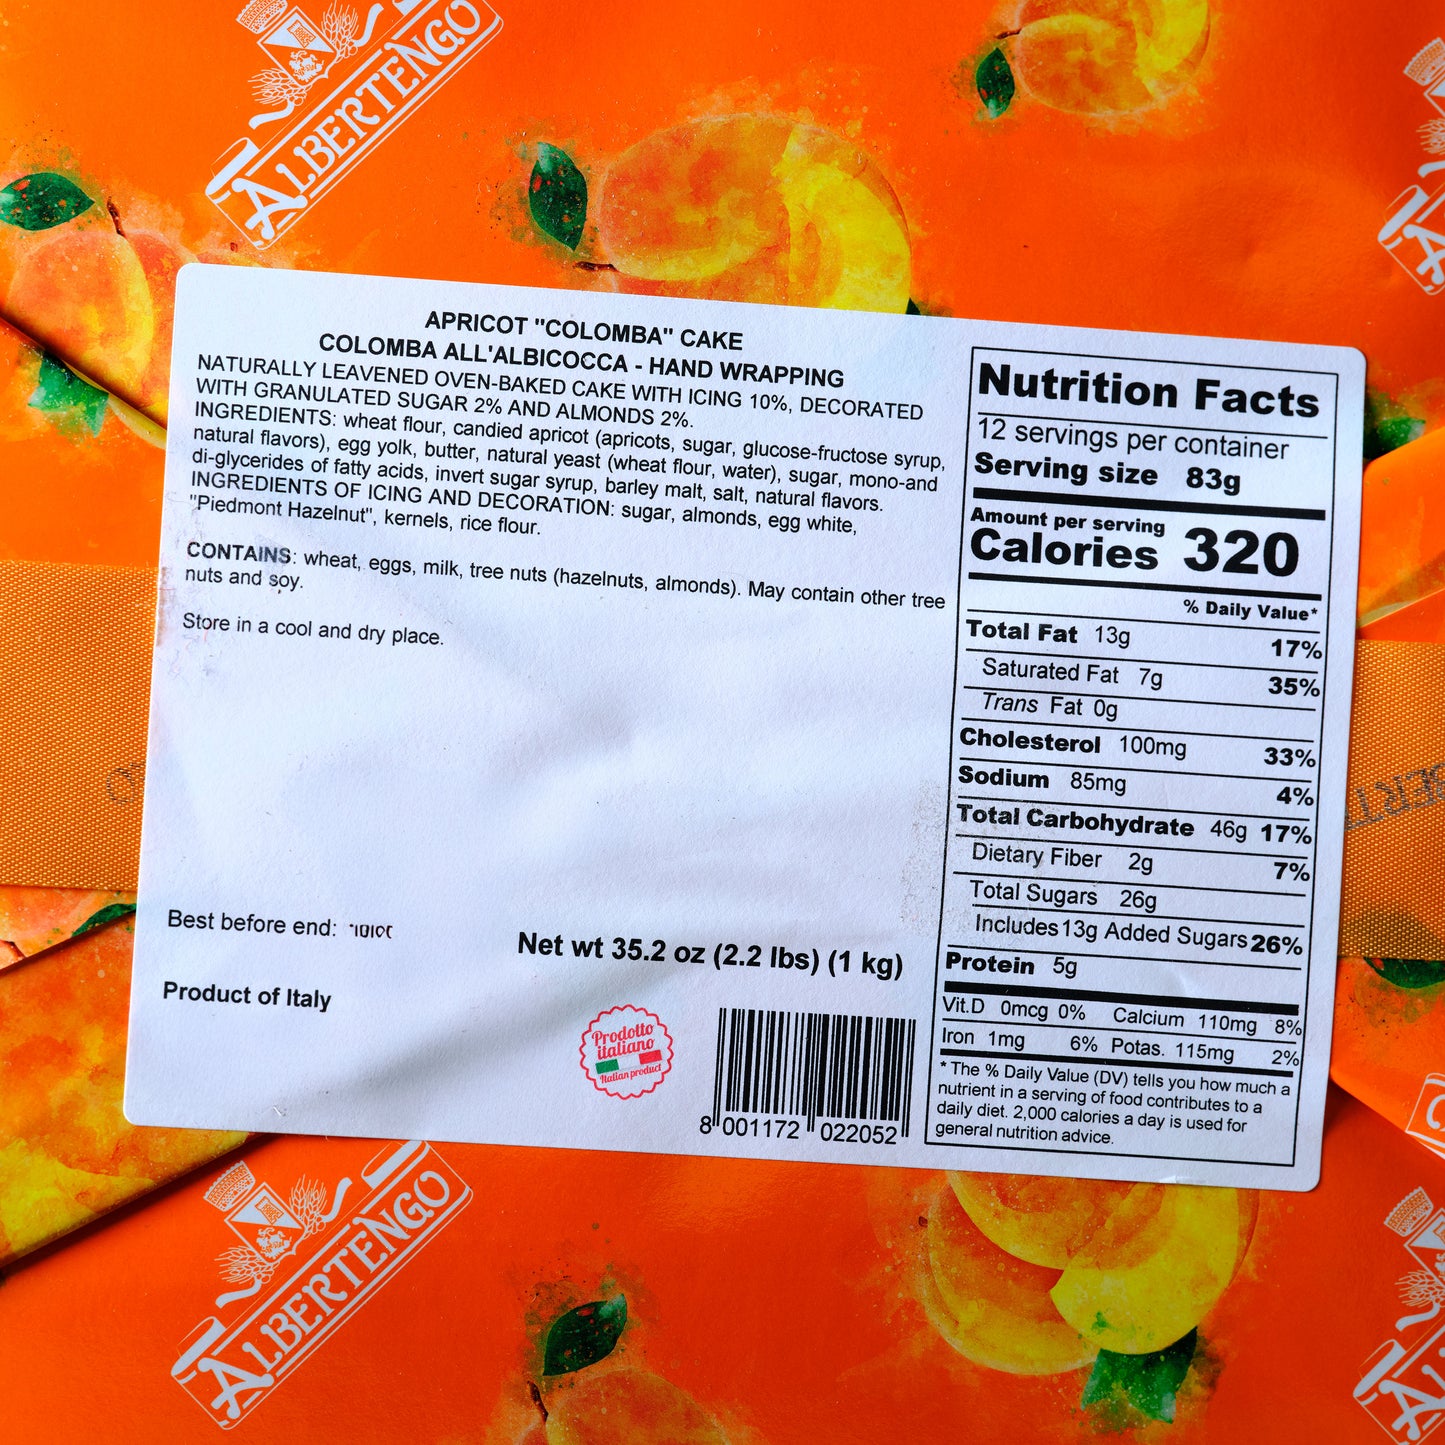 ALBERTENGO
APRICOT "COLOMBA" CAKE
COLOMBA ALL'ALBICOCCA - HAND WRAPPING
NATURALLY LEAVENED OVEN-BAKED CAKE WITH ICING 10%, DECORATED
WITH GRANULATED SUGAR 2% AND ALMONDS 2%.
INGREDIENTS: wheat flour, candied apricot (apricots, sugar, glucose-fructose syrup,
natural flavors), egg yolk, butter, natural yeast (wheat flour, water), sugar, mono-and
di-glycerides of fatty acids, invert sugar syrup, barley malt, salt, natural flavors.
INGREDIENTS OF ICING AND DECORATION: sugar, almonds, egg white,
"Piedmont Hazelnut", kernels, rice flour.
CONTAINS: wheat, eggs, milk, tree nuts (hazelnuts, almonds). May contain other tree
nuts and soy.
Store in a cool and dry place.
Best before end:
Net wt 35.2 oz (2.2 lbs) (1 kg)
Product of Italy
Prodotto
italiano
Italian product
8 001172 022052
Nutrition Facts
12 servings per container
Serving size 83g
Amount per serving
Calories 320
% Daily Value*
Total Fat 13g 17%
Saturated Fat 7g 35%
Trans Fat 0g
Cholesterol 100mg 33%
Sodium 85mg 4%
Total Carbohydrate 46g 17%
Dietary Fiber 2g 7%
Total Sugars 26g
Includes 13g Added Sugars 26%
Protein 5g
Vit.D 0mcg 0% Calcium 110mg 8%
Iron 1mg 6% Potas. 115mg 2%
* The % Daily Value (DV) tells you how much a
nutrient in a serving of food contributes to a
daily diet. 2,000 calories a day is used for
general nutrition advice.
ALBERTENGO